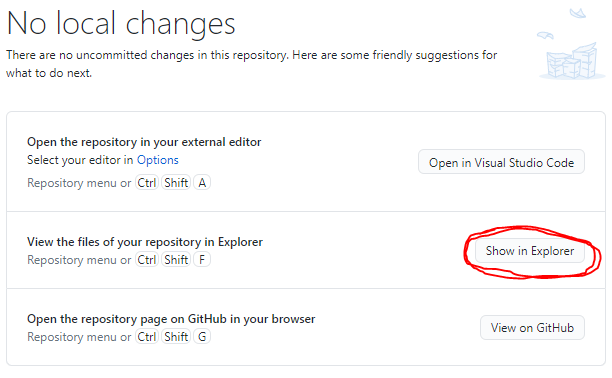 No local changes
There are no uncommitted changes in this repository. Here are some friendly suggestions for
what to do next.
Open the repository in your external editor
Select your editor in Options
Repository menu or Ctrl Shift A
Open in Visual Studio Code
View the files of your repository in Explorer
Repository menu or Ctrl Shift F
Show in Explorer
Open the repository page on GitHub in your browser
Repository menu or Ctrl Shift G
View on GitHub